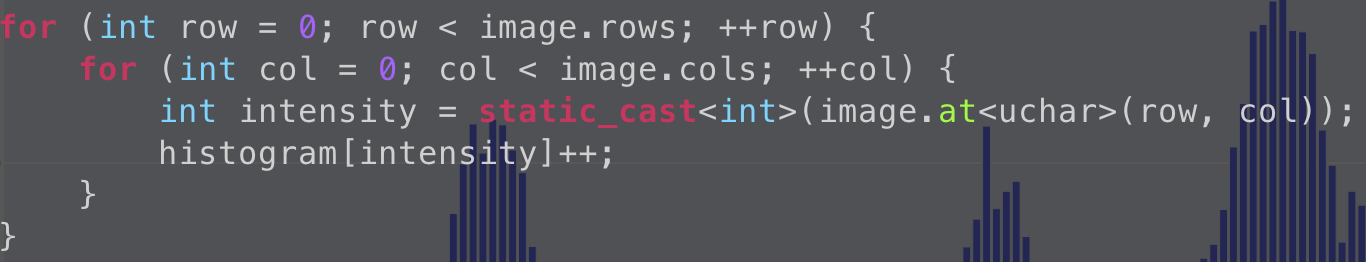 for (int row = 0; row < image.rows; ++row) {
    for (int col = 0; col < image.cols; ++col) {
        int intensity = static_cast<int>(image.at<uchar>(row, col));
        histogram[intensity]++;
    }
}